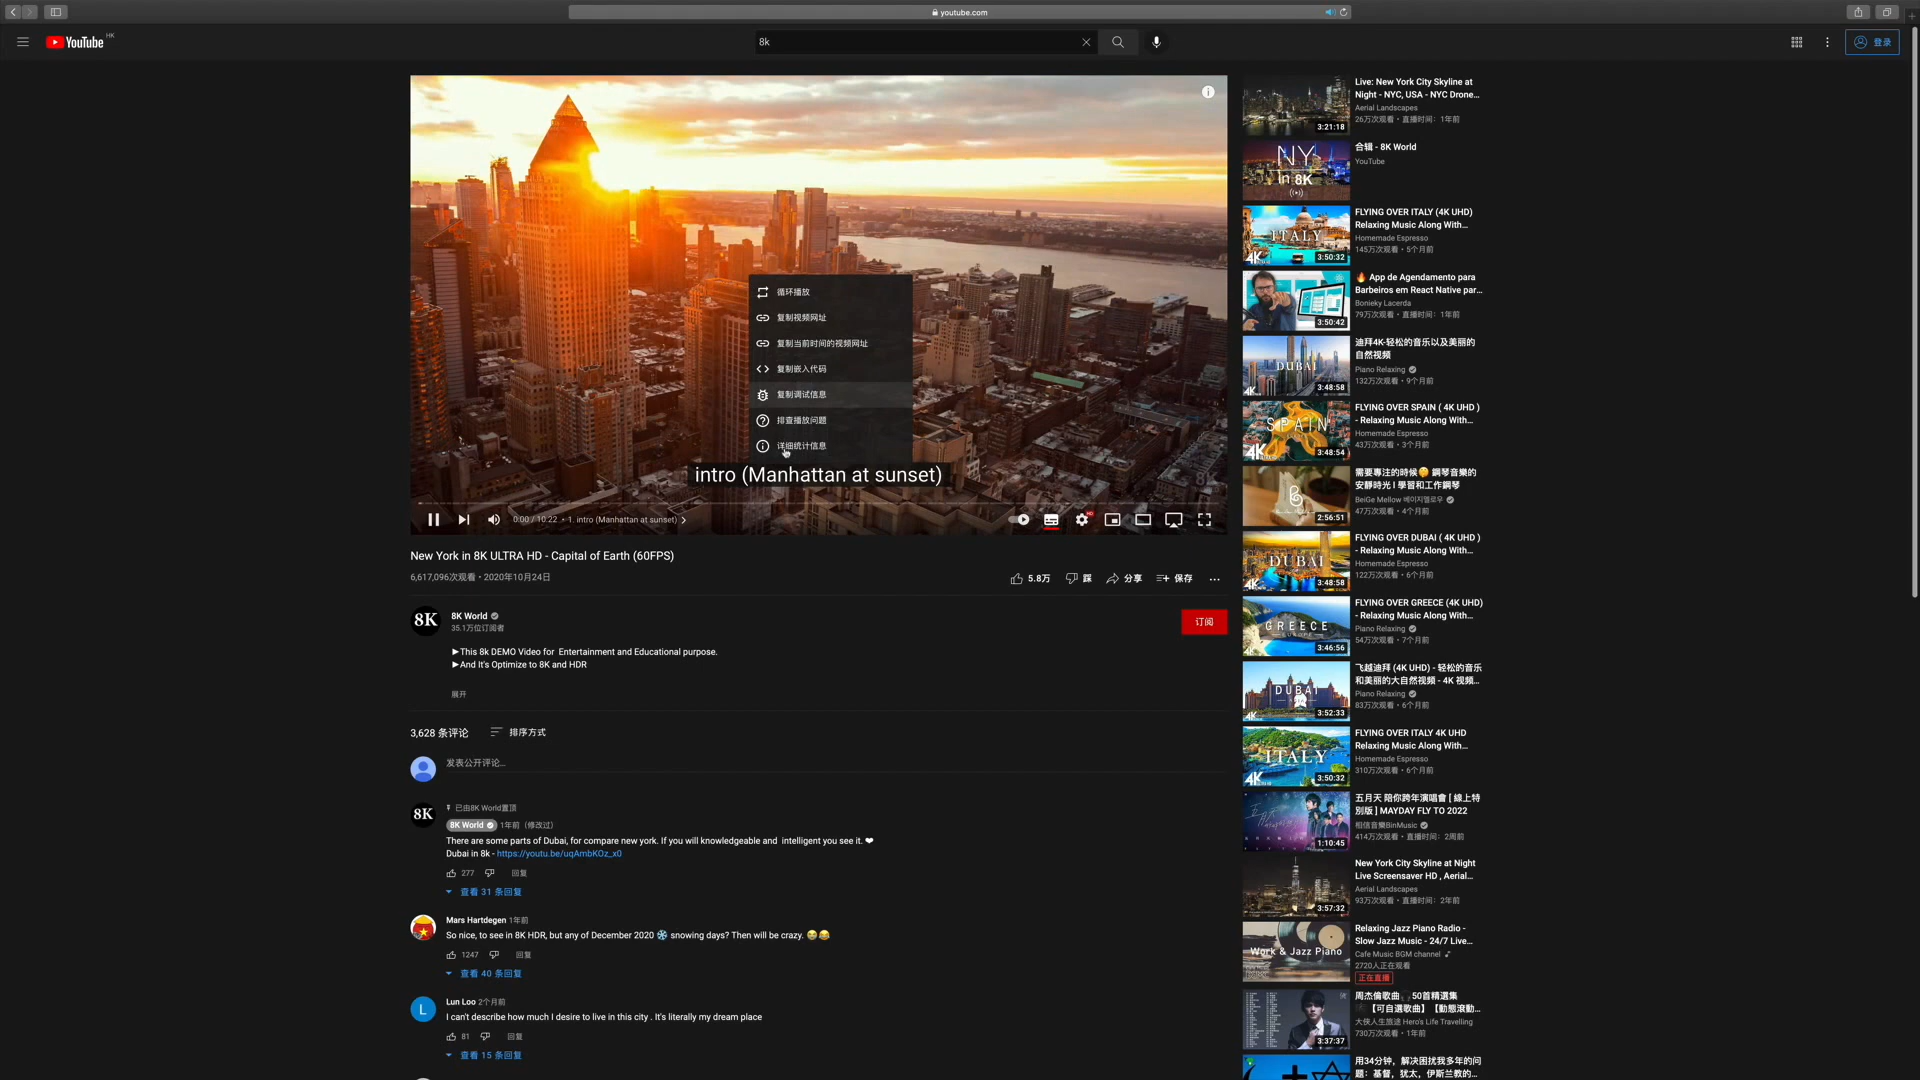 youtube.com
YouTube HK
8k
登录
循环播放
复制视频网址
复制当前时间的视频网址
复制嵌入代码
复制调试信息
排查播放问题
详细统计信息
intro (Manhattan at sunset)
0:00 / 10:22 • 1. intro (Manhattan at sunset)
New York in 8K ULTRA HD - Capital of Earth (60FPS)
6,617,096次观看 • 2020年10月24日
5.8万
踩
分享
保存
8K
8K World
35.1万位订阅者
订阅
►This 8k DEMO Video for Entertainment and Educational purpose.
►And It's Optimize to 8K and HDR
展开
3,628 条评论
排序方式
发表公开评论...
8K
已由8K World置顶
8K World 1年前（修改过）
There are some parts of Dubai, for compare new york. If you will knowledgeable and intelligent you see it. ❤
Dubai in 8k - https://youtu.be/uqAmbKOz_x0
277 回复
查看 31 条回复
Mars Hartdegen 1年前
So nice, to see in 8K HDR, but any of December 2020 ❄ snowing days? Then will be crazy. 😂😂
1247 回复
查看 40 条回复
L
Lun Loo 2个月前
I can't describe how much I desire to live in this city . It's literally my dream place
81 回复
查看 15 条回复
3:21:18
Live: New York City Skyline at
Night - NYC, USA - NYC Drone...
Aerial Landscapes
26万次观看 • 直播时间：1年前
NY
in 8K
合辑 - 8K World
YouTube
ITALY
4K
3:50:32
FLYING OVER ITALY (4K UHD)
Relaxing Music Along With...
Homemade Espresso
145万次观看 • 5个月前
3:50:42
🔥 App de Agendamento para
Barbeiros em React Native par...
Bonieky Lacerda
79万次观看 • 直播时间：1年前
DUBAI
4K
3:48:58
迪拜4K-轻松的音乐以及美丽的
自然视频
Piano Relaxing
132万次观看 • 9个月前
SPAIN
4K
3:48:54
FLYING OVER SPAIN ( 4K UHD )
- Relaxing Music Along With...
Homemade Espresso
43万次观看 • 3个月前
2:56:51
需要專注的時候😊 鋼琴音樂的
安靜時光 l 學習和工作鋼琴
BeiGe Mellow 베이지멜로우
47万次观看 • 4个月前
DUBAI
4K
3:48:58
FLYING OVER DUBAI ( 4K UHD )
- Relaxing Music Along With...
Homemade Espresso
122万次观看 • 6个月前
GREECE
EUROPE
3:46:56
FLYING OVER GREECE (4K UHD)
- Relaxing Music Along With...
Piano Relaxing
54万次观看 • 7个月前
DUBAI
4K
3:52:33
飞越迪拜 (4K UHD) - 轻松的音乐
和美丽的大自然视频 - 4K 视频...
Piano Relaxing
83万次观看 • 6个月前
ITALY
4K
3:50:32
FLYING OVER ITALY 4K UHD
Relaxing Music Along With...
Homemade Espresso
310万次观看 • 6个月前
1:10:45
五月天 陪你跨年演唱會 [ 線上特
別版 ] MAYDAY FLY TO 2022
相信音樂BinMusic
414万次观看 • 直播时间：2周前
3:57:32
New York City Skyline at Night
Live Screensaver HD , Aerial...
Aerial Landscapes
93万次观看 • 直播时间：2年前
Work & Jazz Piano
Relaxing Jazz Piano Radio -
Slow Jazz Music - 24/7 Live...
Cafe Music BGM channel
2720人正在观看
正在直播
3:37:37
周杰倫歌曲 50首精選集
【可自選歌曲】【動態滾動...
大俠人生旅途 Hero's Life Travelling
730万次观看 • 1年前
用34分钟，解决困扰我多年的问
题：基督，犹太，伊斯兰教的...